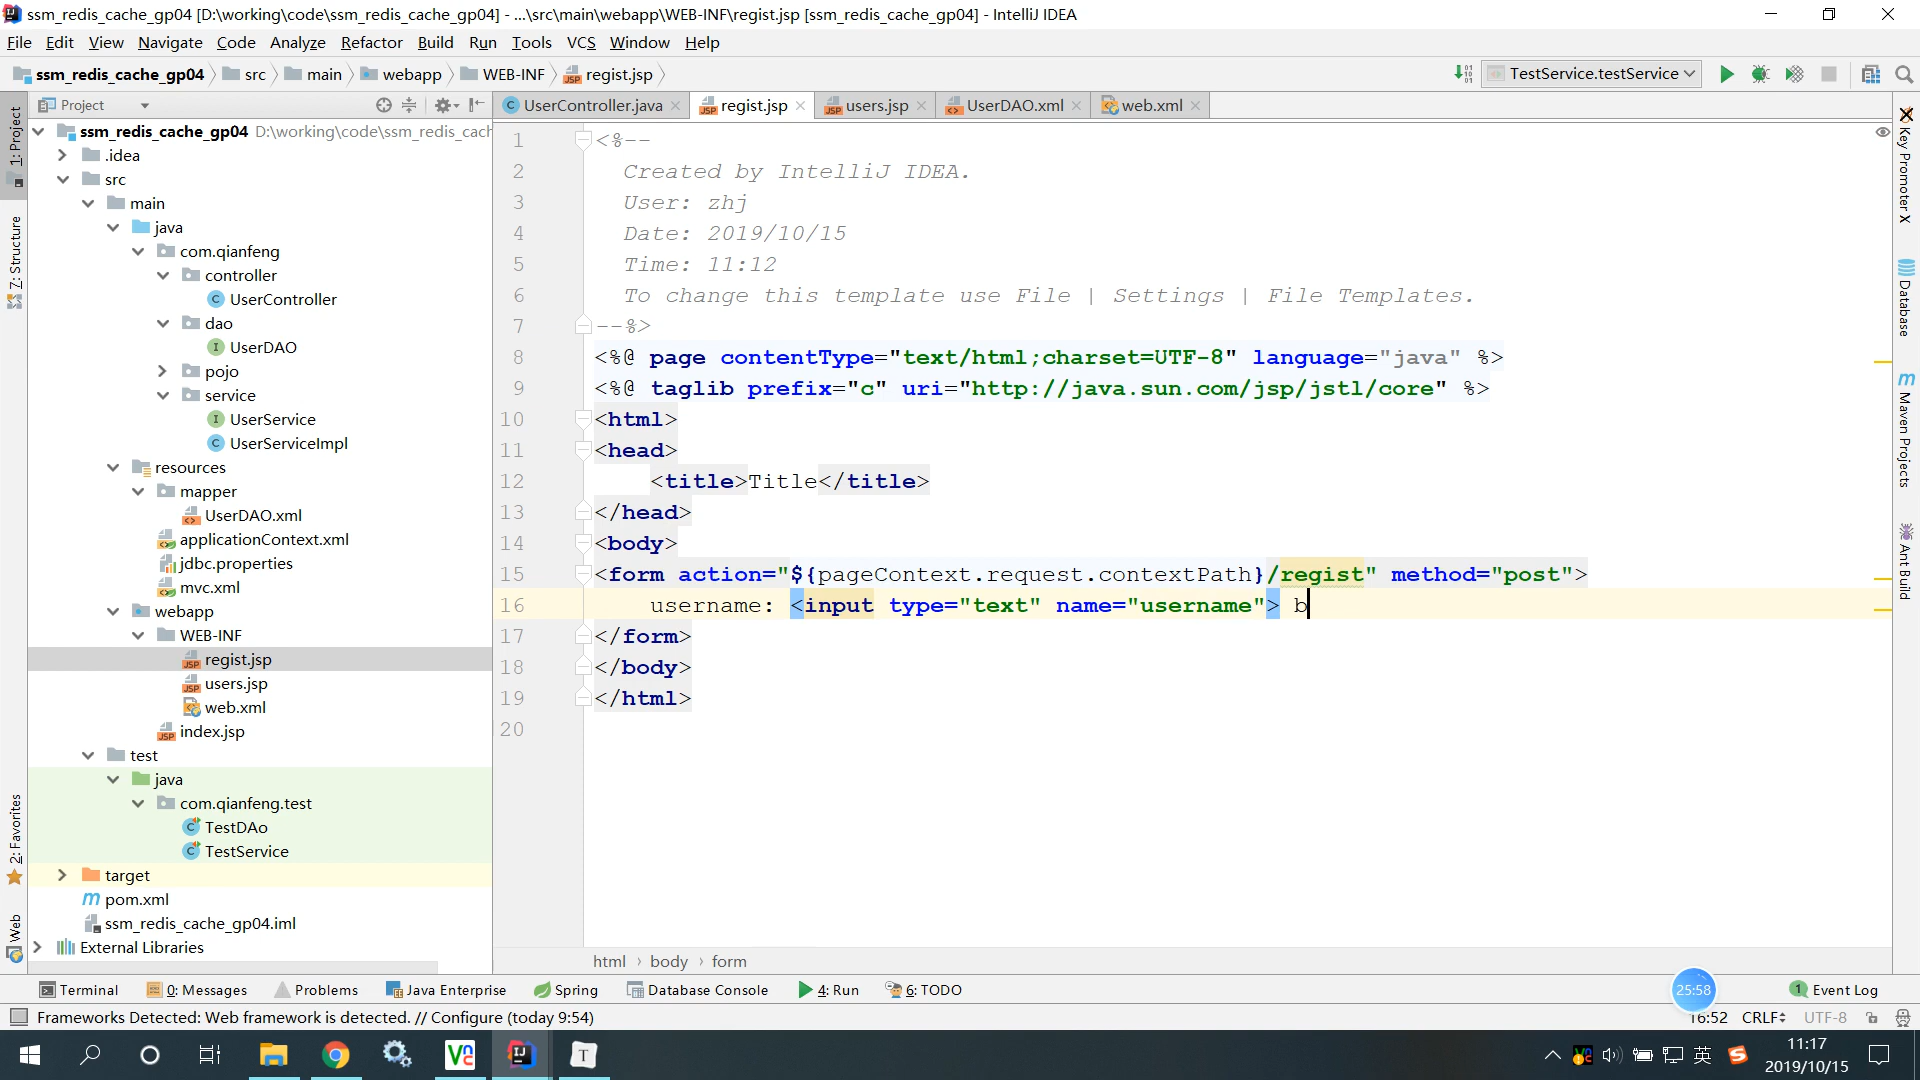 ssm_redis_cache_gp04 [D:\working\code\ssm_redis_cache_gp04] - ...\src\main\webapp\WEB-INF\regist.jsp [ssm_redis_cache_gp04] - IntelliJ IDEA
File Edit View Navigate Code Analyze Refactor Build Run Tools VCS Window Help
ssm_redis_cache_gp04 src main webapp WEB-INF regist.jsp
TestService.testService
Project
UserController.java regist.jsp users.jsp UserDAO.xml web.xml
1: Project
7: Structure
2: Favorites
Web
ssm_redis_cache_gp04 D:\working\code\ssm_redis_cach
.idea
src
main
java
com.qianfeng
controller
UserController
dao
UserDAO
pojo
service
UserService
UserServiceImpl
resources
mapper
UserDAO.xml
applicationContext.xml
jdbc.properties
mvc.xml
webapp
WEB-INF
regist.jsp
users.jsp
web.xml
index.jsp
test
java
com.qianfeng.test
TestDAo
TestService
target
pom.xml
ssm_redis_cache_gp04.iml
External Libraries
1 <%--
2 Created by IntelliJ IDEA.
3 User: zhj
4 Date: 2019/10/15
5 Time: 11:12
6 To change this template use File | Settings | File Templates.
7 --%>
8 <%@ page contentType="text/html;charset=UTF-8" language="java" %>
9 <%@ taglib prefix="c" uri="http://java.sun.com/jsp/jstl/core" %>
10 <html>
11 <head>
12 <title>Title</title>
13 </head>
14 <body>
15 <form action="${pageContext.request.contextPath}/regist" method="post">
16 username: <input type="text" name="username"> b
17 </form>
18 </body>
19 </html>
20
html › body › form
Key Promoter X
Database
Maven Projects
Ant Build
Terminal 0: Messages Problems Java Enterprise Spring Database Console 4: Run 6: TODO
25:58
1 Event Log
Frameworks Detected: Web framework is detected. // Configure (today 9:54)
16:52 CRLF UTF-8
英
11:17
2019/10/15